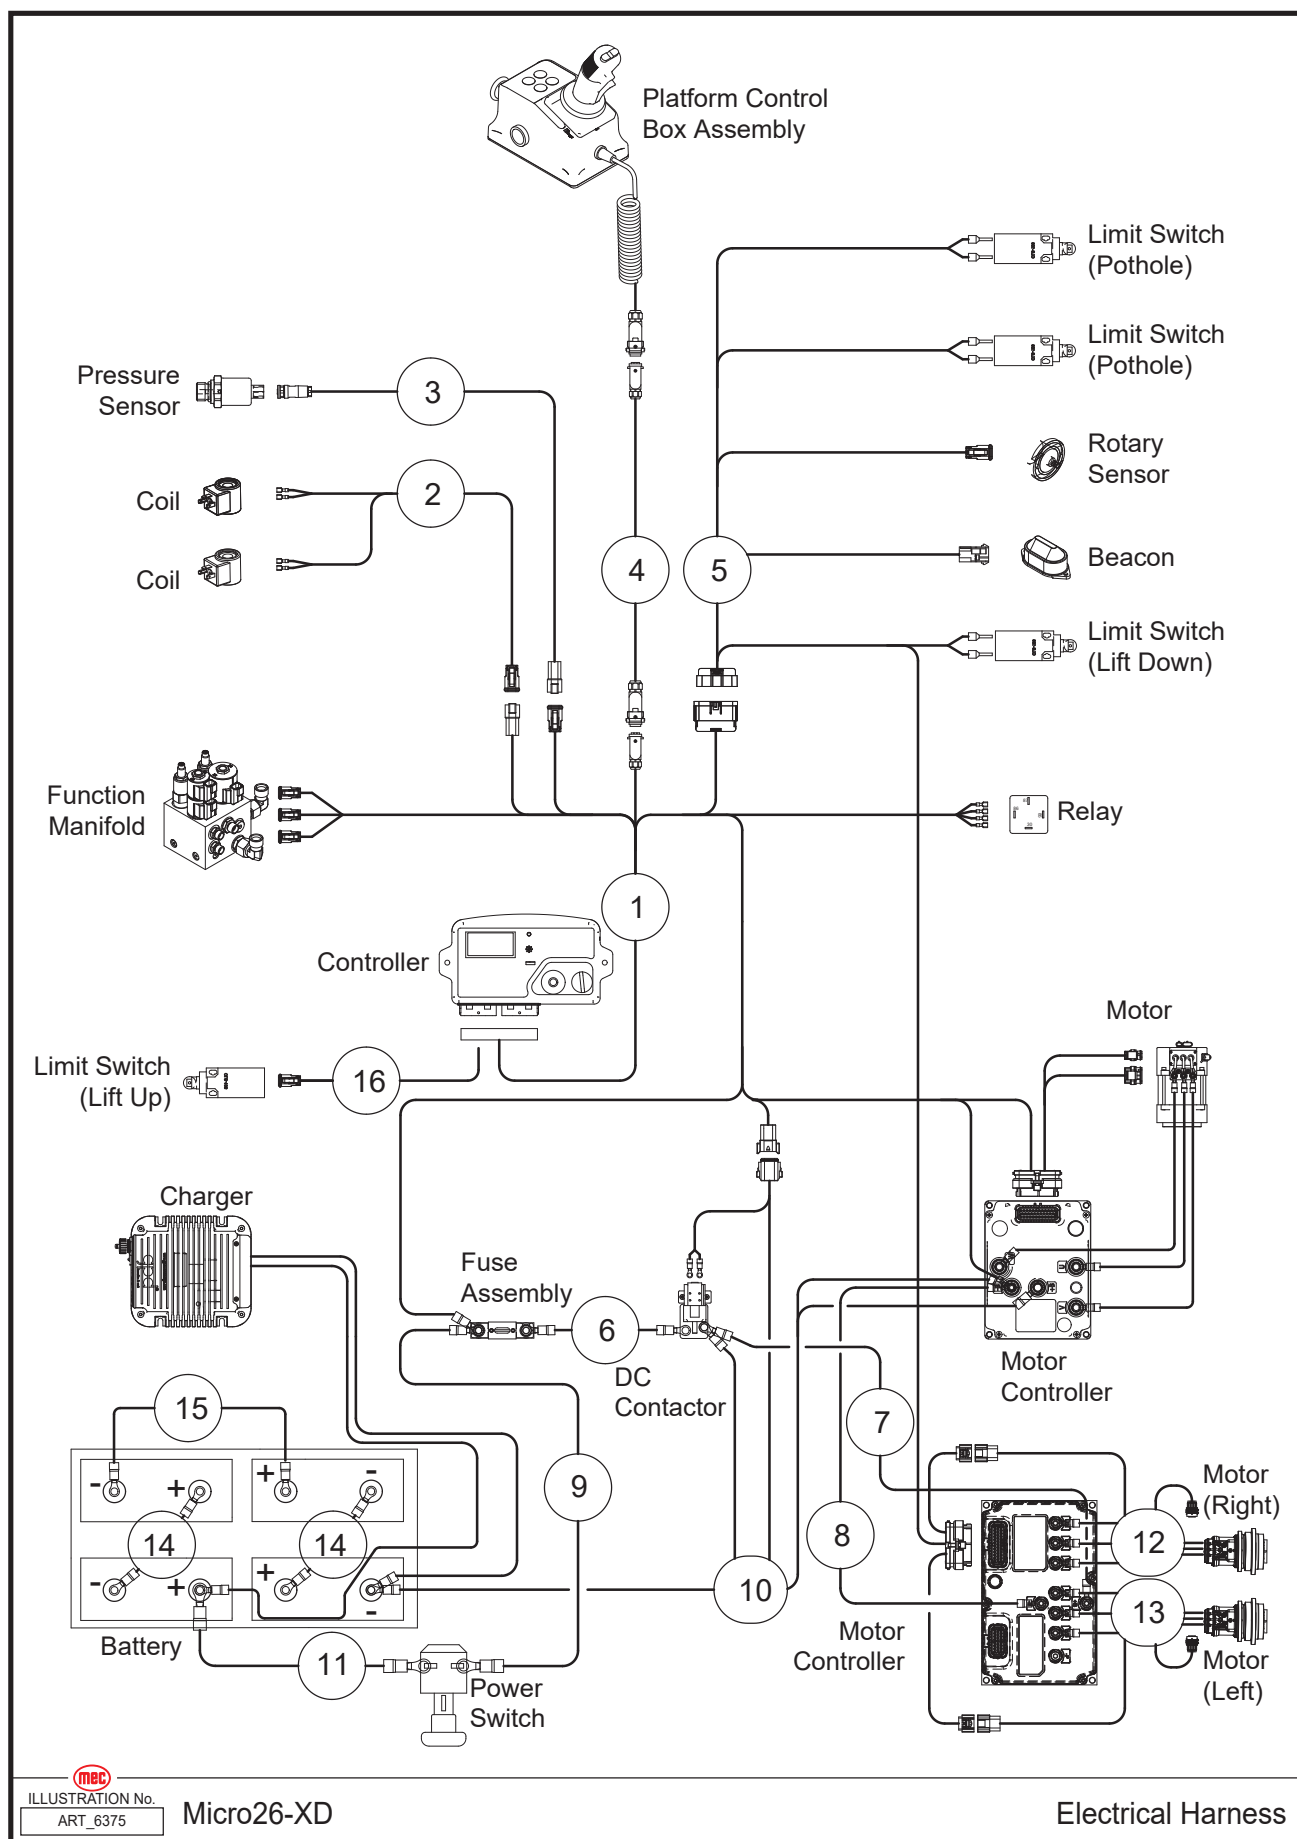 Platform Control
Box Assembly
Limit Switch
(Pothole)
Limit Switch
(Pothole)
Pressure
Sensor
3
Rotary
Sensor
Coil
2
Beacon
Coil
4
5
Limit Switch
(Lift Down)
Function
Manifold
Relay
1
Controller
Motor
Limit Switch
(Lift Up)
16
Charger
Fuse
Assembly
6
DC
Contactor
Motor
Controller
15
7
- + + -
9
Motor
(Right)
14
14
8
12
- + + -
10
13
Battery
11
Motor
Controller
Motor
(Left)
Power
Switch
mec
ILLUSTRATION No.
ART_6375
Micro26-XD
Electrical Harness